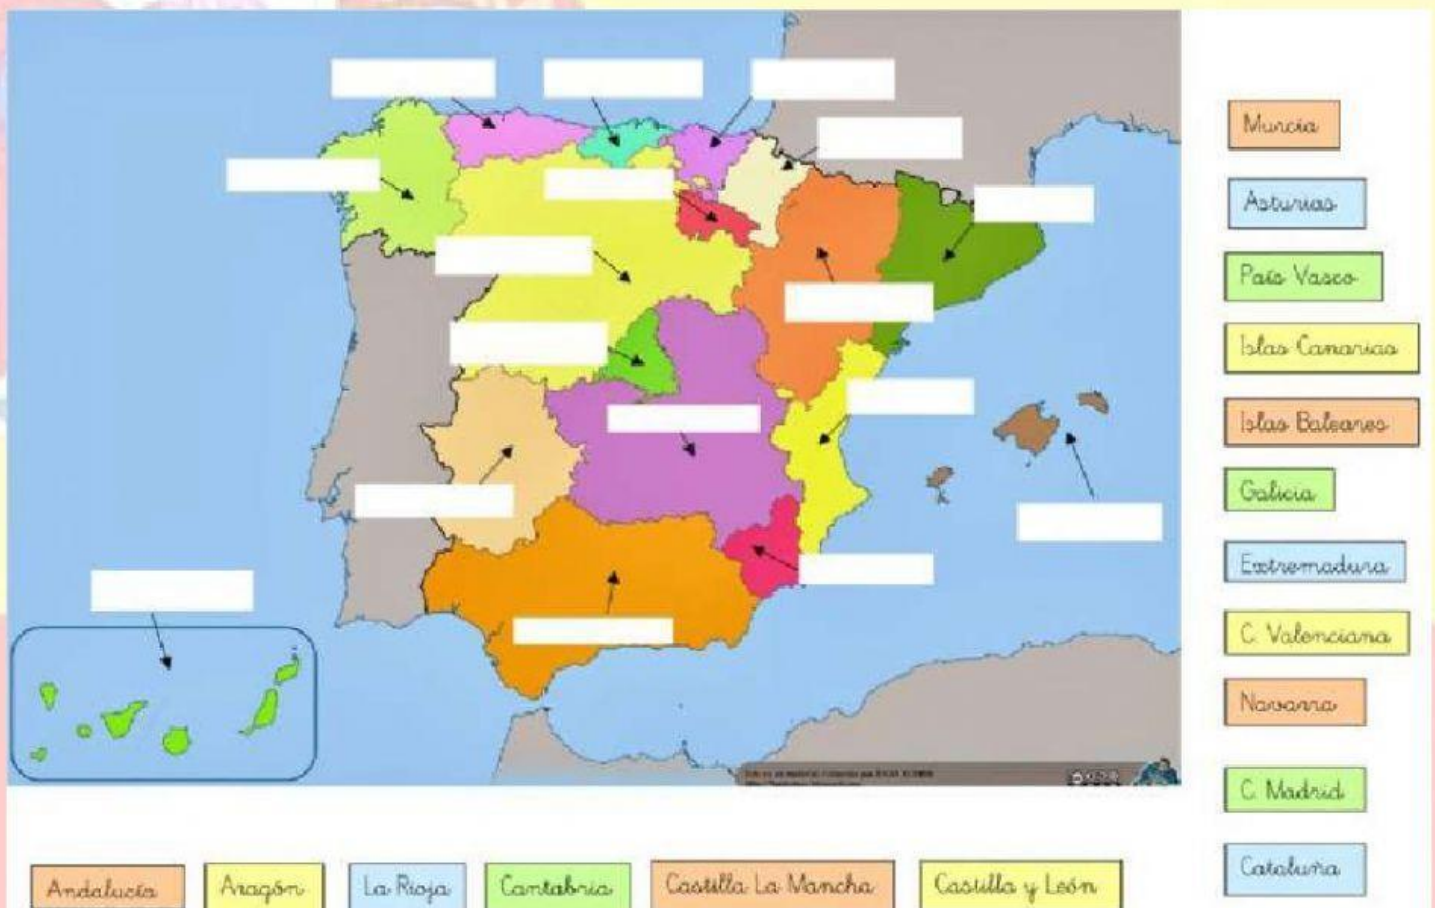 Murcia
Asturias
País Vasco
Islas Canarias
Islas Baleares
Galicia
Extremadura
C. Valenciana
Navarra
C. Madrid
Cataluña
Andalucía
Aragón
La Rioja
Cantabria
Castilla La Mancha
Castilla y León